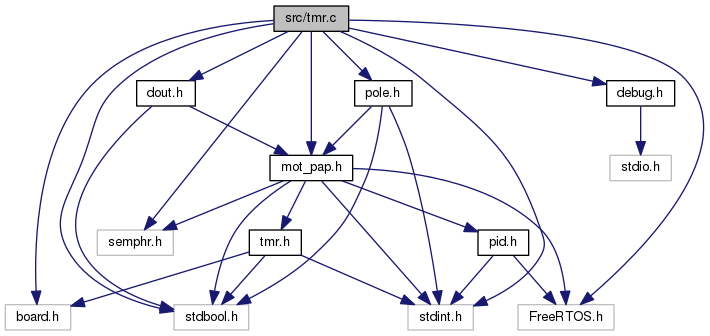 src/tmr.c
dout.h
pole.h
debug.h
mot_pap.h
stdio.h
semphr.h
tmr.h
pid.h
board.h
stdbool.h
stdint.h
FreeRTOS.h